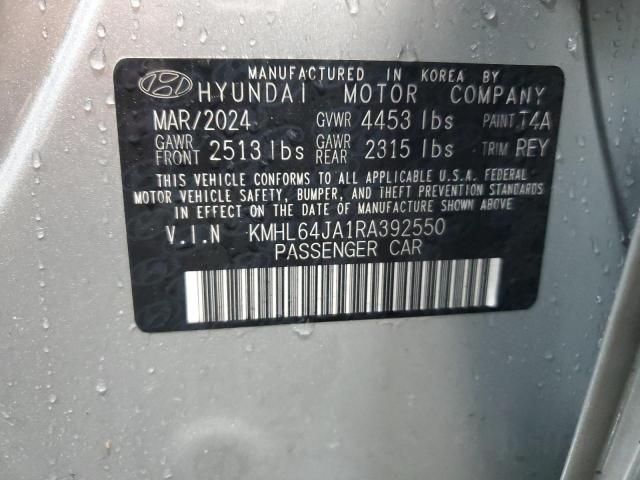 MANUFACTURED IN KOREA BY
HYUNDAI MOTOR COMPANY
MAR/2024 GVWR 4453 lbs PAINT T4A
GAWR FRONT 2513 lbs GAWR REAR 2315 lbs TRIM REY
THIS VEHICLE CONFORMS TO ALL APPLICABLE U.S.A. FEDERAL
MOTOR VEHICLE SAFETY, BUMPER, AND THEFT PREVENTION STANDARDS
IN EFFECT ON THE DATE OF MANUFACTURE SHOWN ABOVE.
V.I.N KMHL64JA1RA392550
PASSENGER CAR